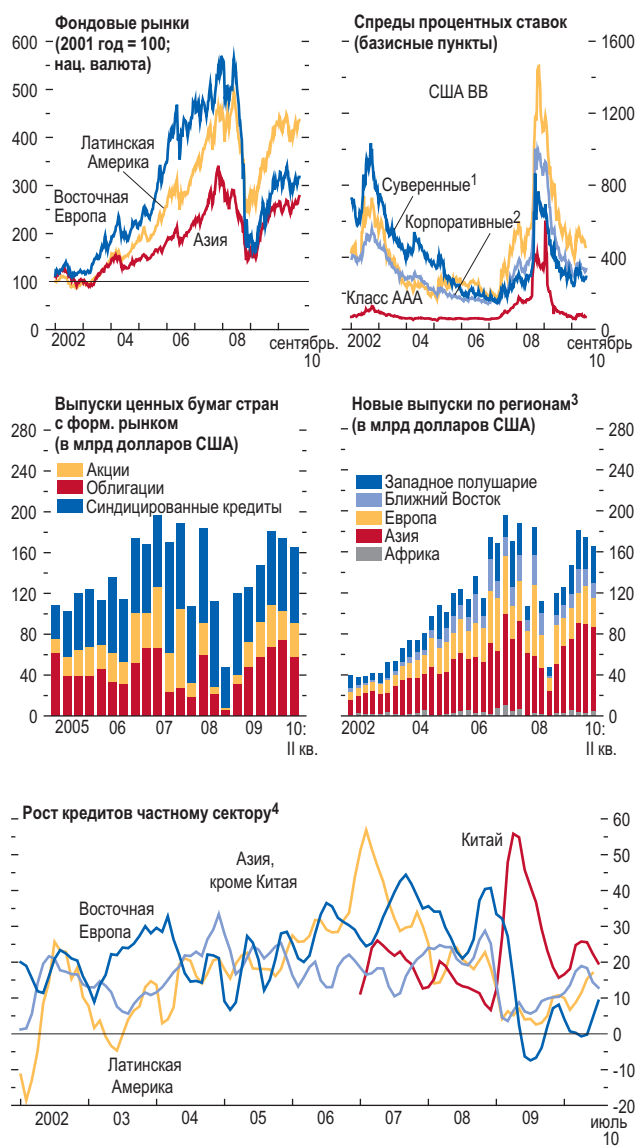 Фондовые рынки
(2001 год = 100;
нац. валюта)
600
500
400
300
200
100
0
Латинская
Америка
Восточная
Европа
Азия
2002
04
06
08
сентябрь.
10
Спреды процентных ставок
(базисные пункты)
1600
1200
800
400
0
США BB
Суверенные1
Корпоративные2
Класс AAA
2002
04
06
08
сентябрь
10
Выпуски ценных бумаг стран
с форм. рынком
(в млрд долларов США)
280
240
200
160
120
80
40
0
Акции
Облигации
Синдицированные кредиты
2005
06
07
08
09
10:
II кв.
Новые выпуски по регионам3
(в млрд долларов США)
280
240
200
160
120
80
40
0
Западное полушарие
Ближний Восток
Европа
Азия
Африка
2002
04
06
08
10:
II кв.
Рост кредитов частному сектору4
60
50
40
30
20
10
0
-10
-20
Китай
Азия,
кроме Китая
Восточная
Европа
Латинская
Америка
2002
03
04
05
06
07
08
09
июль
10